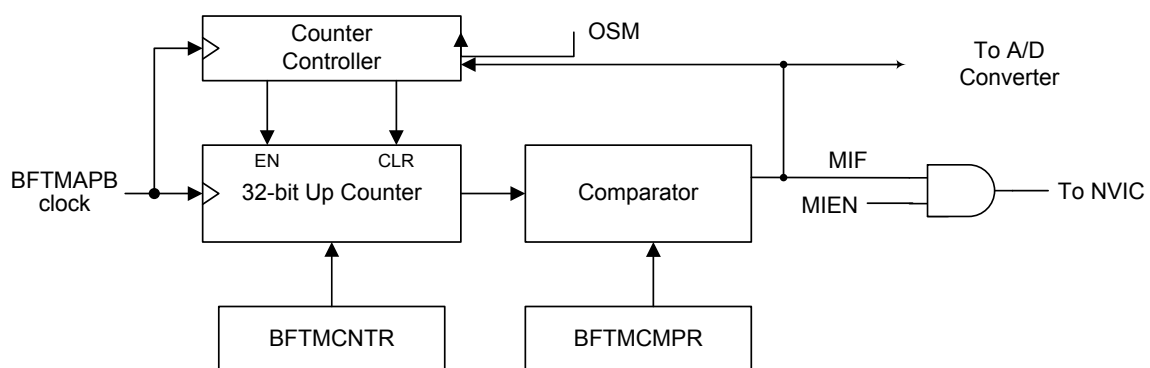 Counter
Controller
OSM
To A/D
Converter
EN
CLR
BFTMAPB
clock
32-bit Up Counter
Comparator
MIF
MIEN
To NVIC
BFTMCNTR
BFTMCMPR